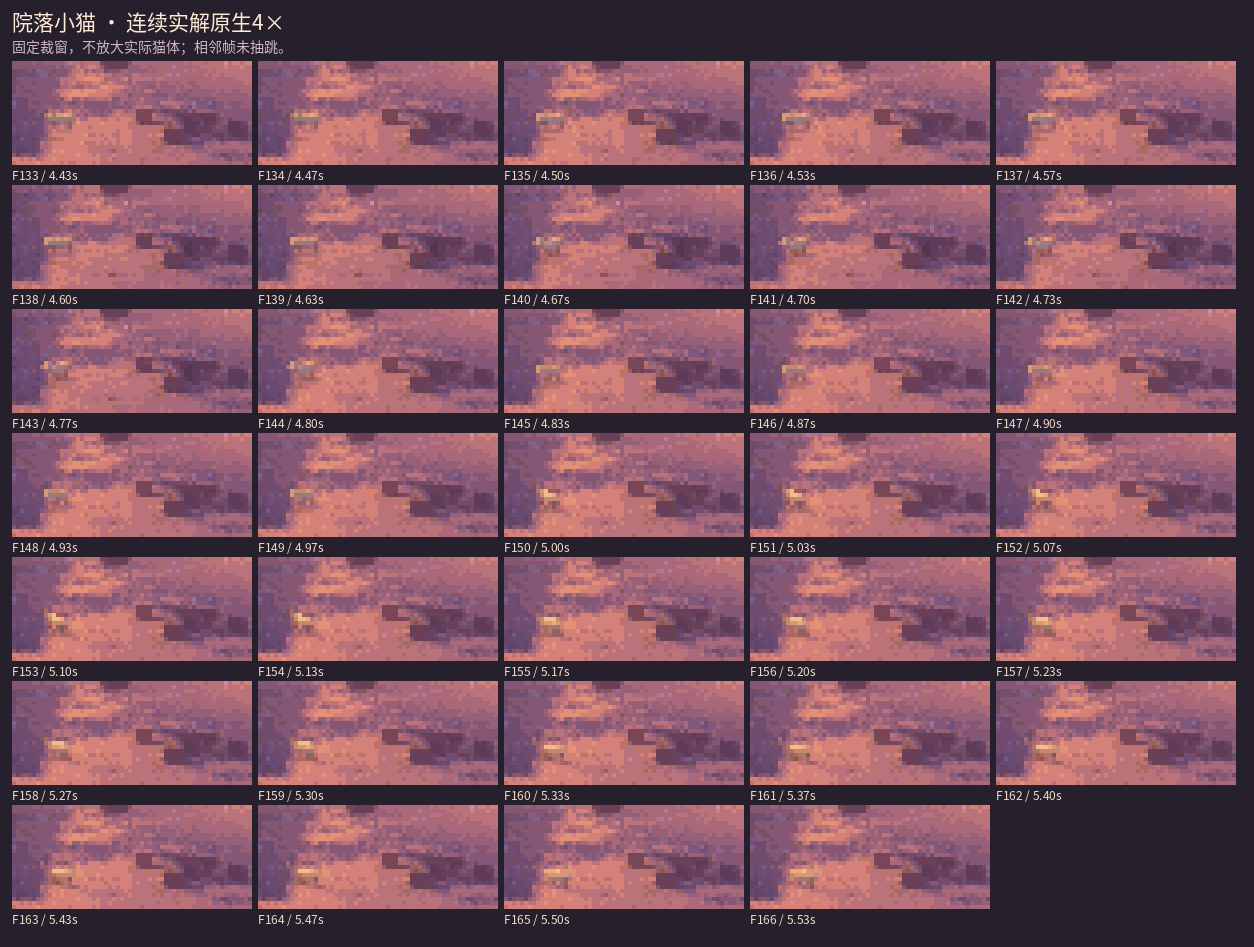 院落小猫 · 连续实解原生4×
固定裁窗，不放大实际猫体；相邻帧未抽跳。
F133 / 4.43s
F134 / 4.47s
F135 / 4.50s
F136 / 4.53s
F137 / 4.57s
F138 / 4.60s
F139 / 4.63s
F140 / 4.67s
F141 / 4.70s
F142 / 4.73s
F143 / 4.77s
F144 / 4.80s
F145 / 4.83s
F146 / 4.87s
F147 / 4.90s
F148 / 4.93s
F149 / 4.97s
F150 / 5.00s
F151 / 5.03s
F152 / 5.07s
F153 / 5.10s
F154 / 5.13s
F155 / 5.17s
F156 / 5.20s
F157 / 5.23s
F158 / 5.27s
F159 / 5.30s
F160 / 5.33s
F161 / 5.37s
F162 / 5.40s
F163 / 5.43s
F164 / 5.47s
F165 / 5.50s
F166 / 5.53s